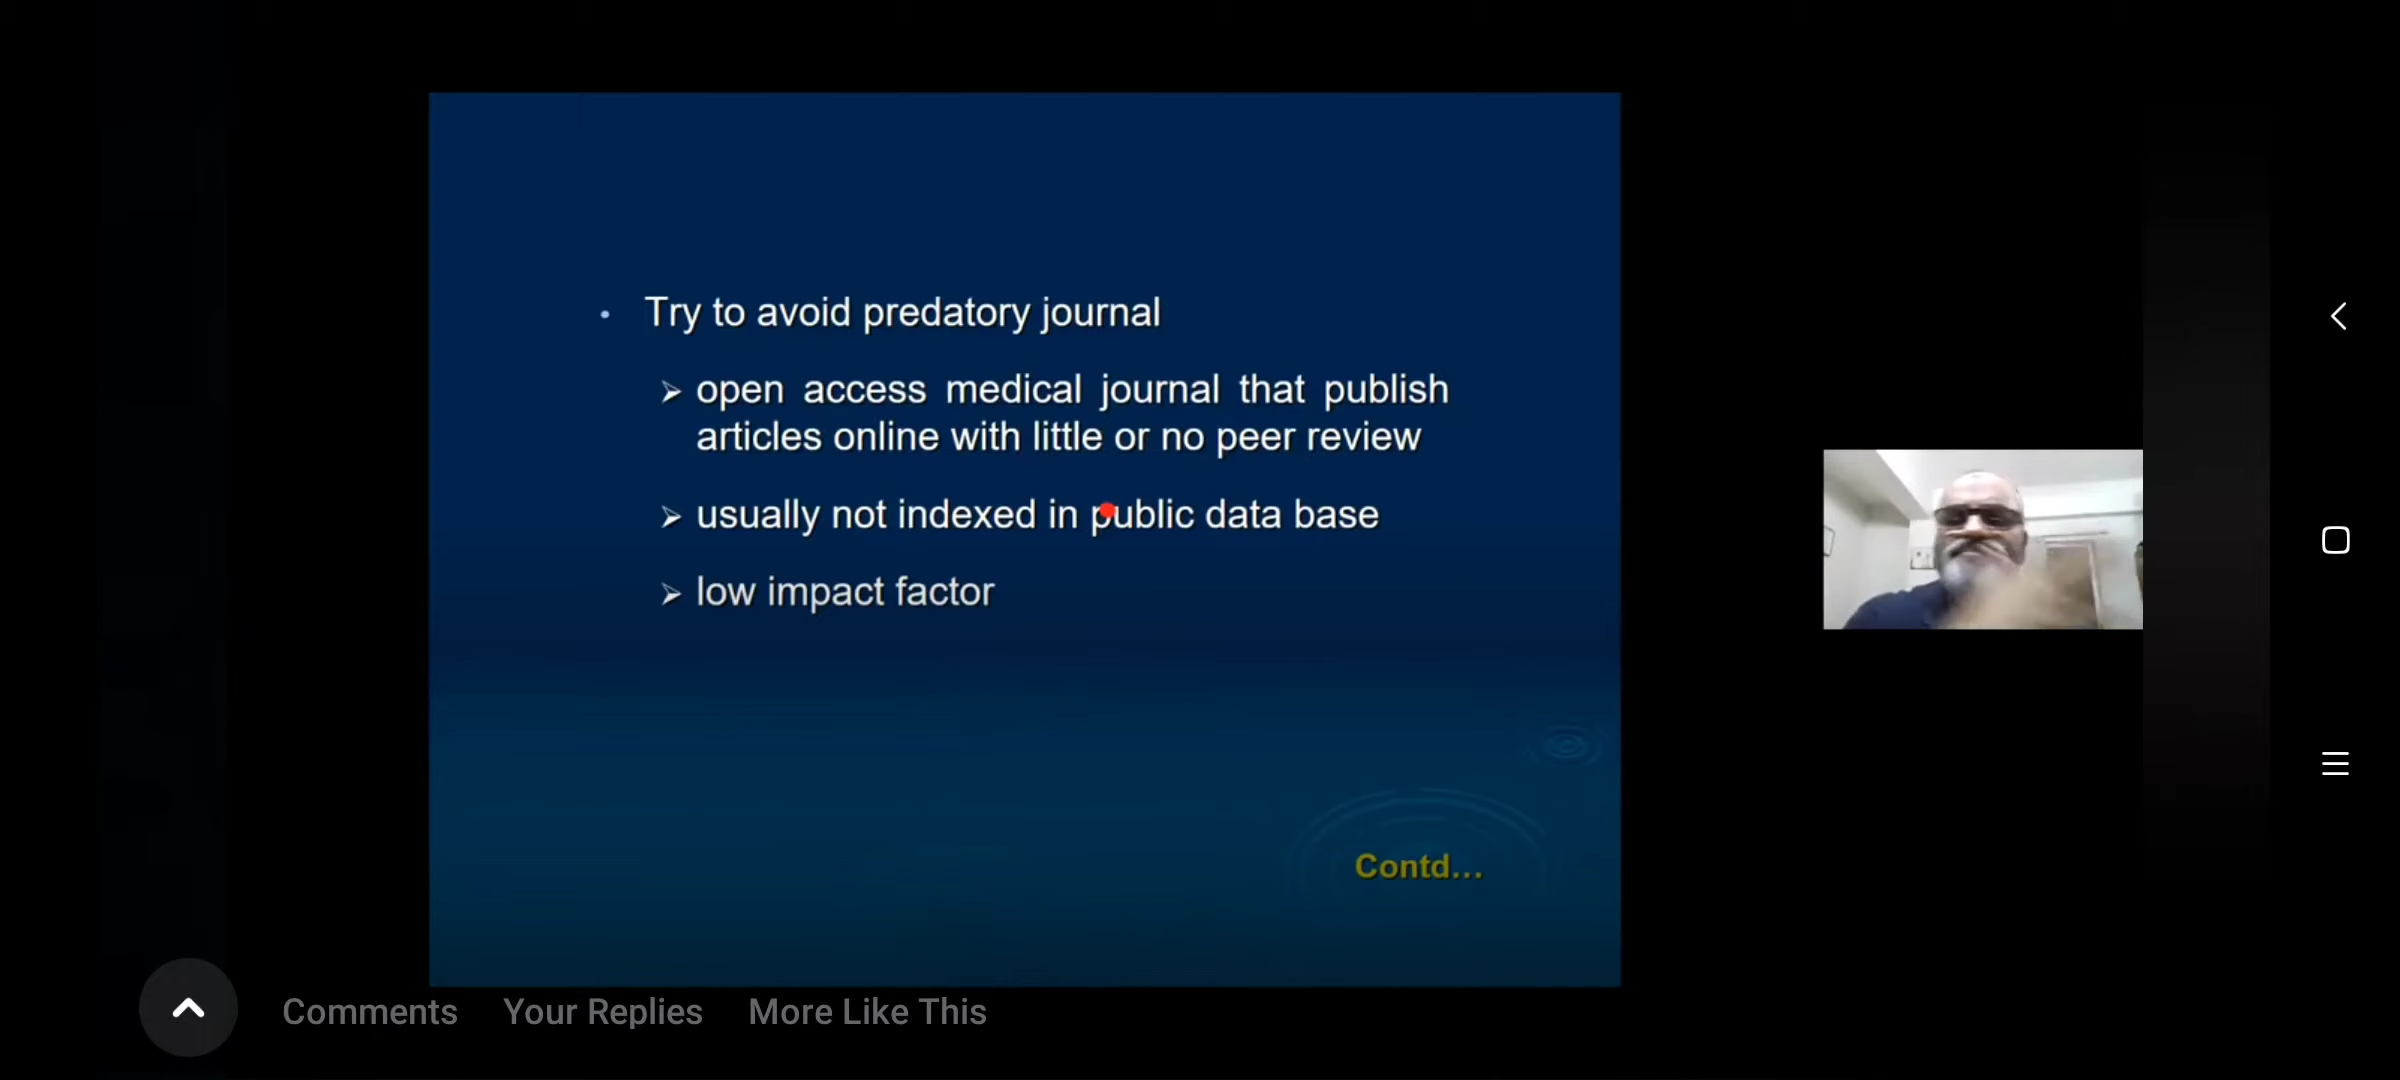 • Try to avoid predatory journal
➢ open access medical journal that publish
articles online with little or no peer review
➢ usually not indexed in public data base
➢ low impact factor
Contd...
Comments Your Replies More Like This